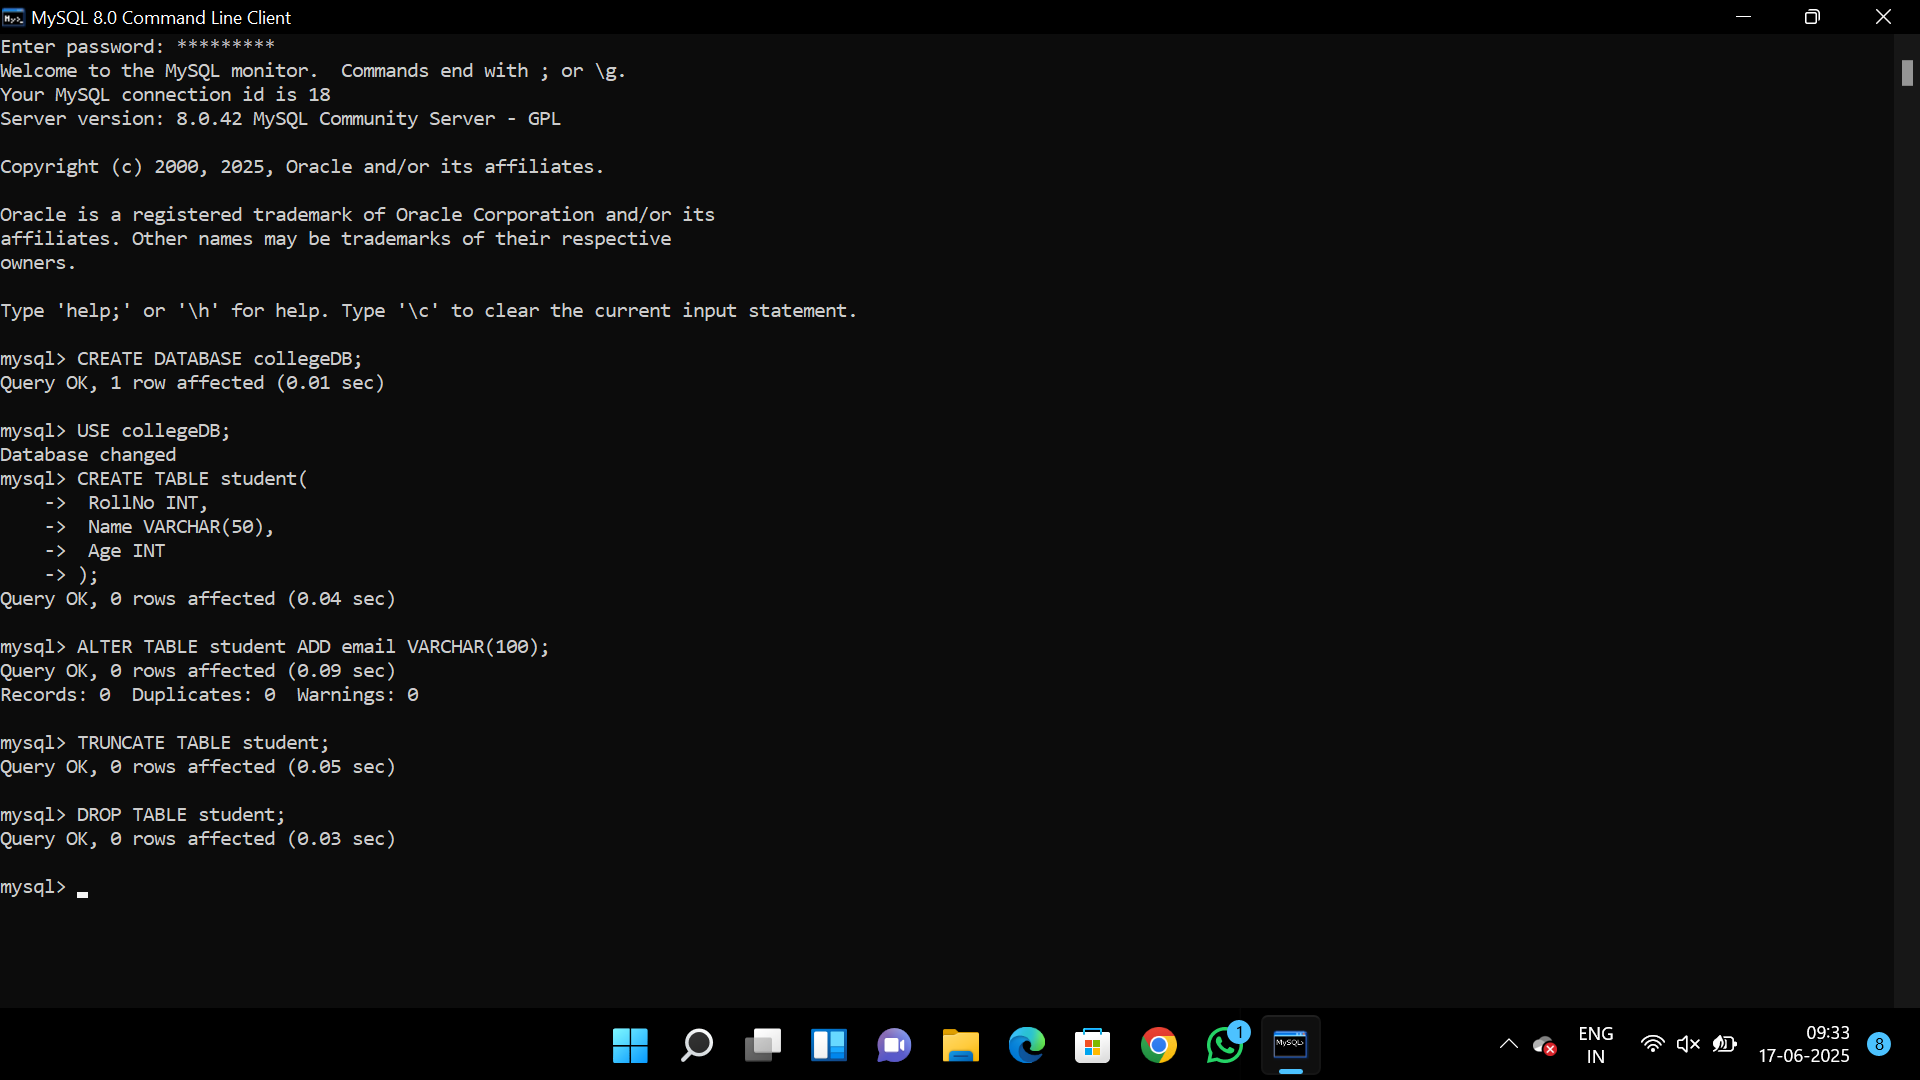 MySQL 8.0 Command Line Client
Enter password: *********
Welcome to the MySQL monitor.  Commands end with ; or \g.
Your MySQL connection id is 18
Server version: 8.0.42 MySQL Community Server - GPL
Copyright (c) 2000, 2025, Oracle and/or its affiliates.
Oracle is a registered trademark of Oracle Corporation and/or its
affiliates. Other names may be trademarks of their respective
owners.
Type 'help;' or '\h' for help. Type '\c' to clear the current input statement.
mysql> CREATE DATABASE collegeDB;
Query OK, 1 row affected (0.01 sec)
mysql> USE collegeDB;
Database changed
mysql> CREATE TABLE student(
    ->  RollNo INT,
    ->  Name VARCHAR(50),
    ->  Age INT
    -> );
Query OK, 0 rows affected (0.04 sec)
mysql> ALTER TABLE student ADD email VARCHAR(100);
Query OK, 0 rows affected (0.09 sec)
Records: 0  Duplicates: 0  Warnings: 0
mysql> TRUNCATE TABLE student;
Query OK, 0 rows affected (0.05 sec)
mysql> DROP TABLE student;
Query OK, 0 rows affected (0.03 sec)
mysql> _
1
MySQL>
ENG
IN
09:33
17-06-2025
8